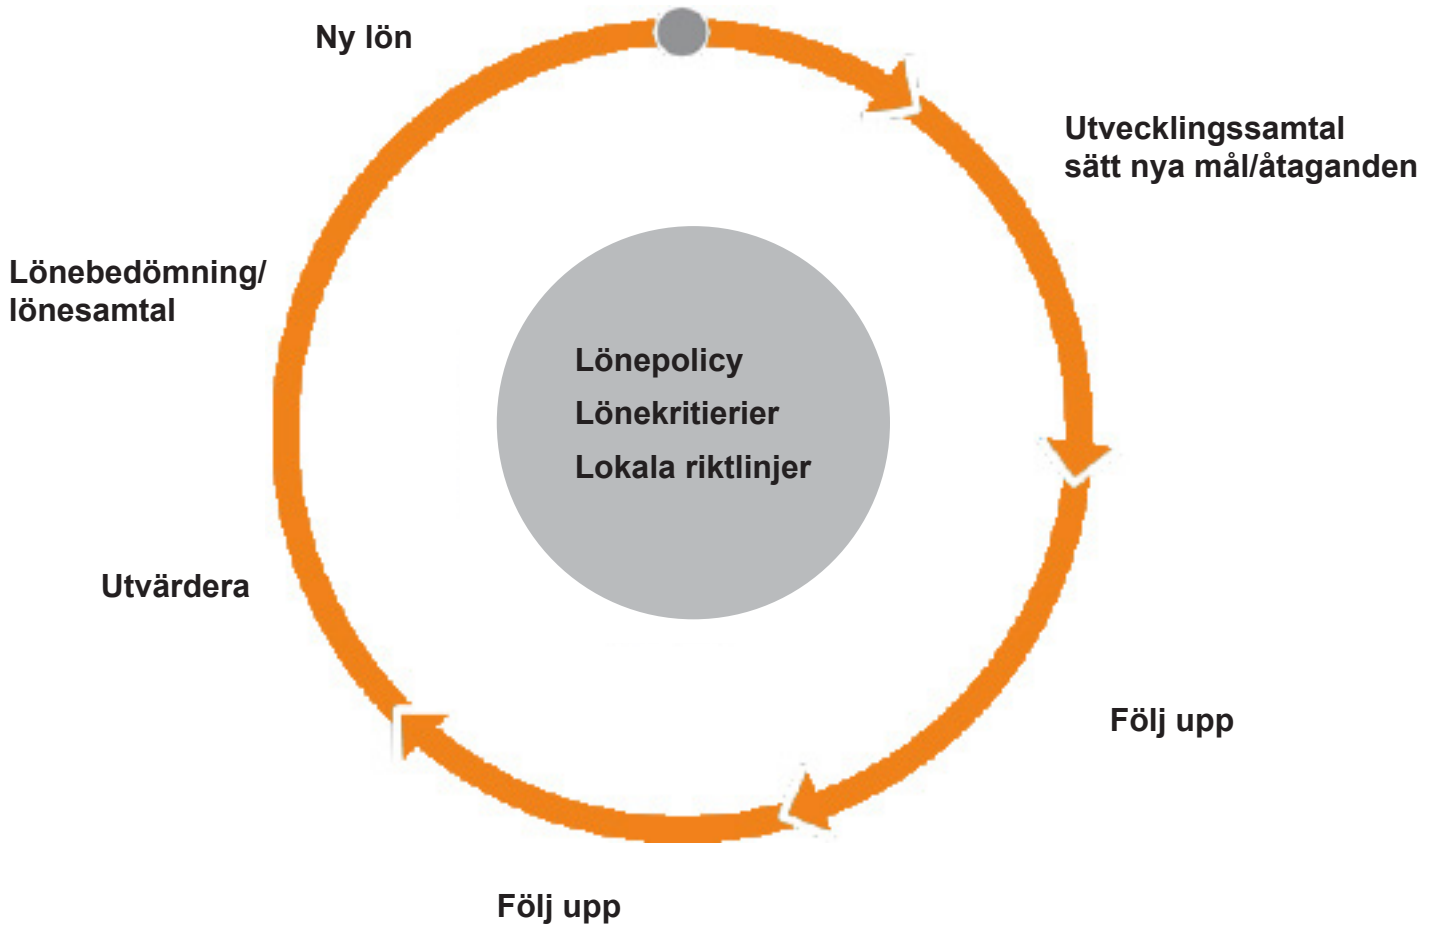 Ny lön
Utvecklingssamtal
sätt nya mål/åtaganden
Lönebedömning/
lönesamtal
Lönepolicy
Lönekritierier
Lokala riktlinjer
Utvärdera
Följ upp
Följ upp